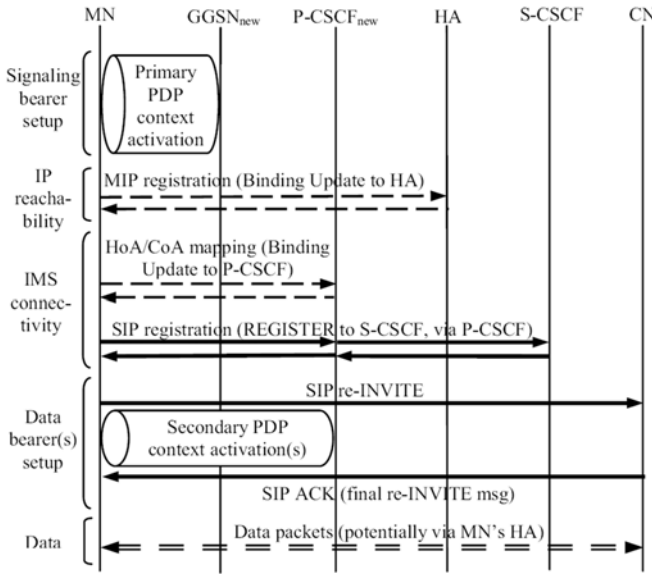 MN GGSNnew P-CSCFnew HA S-CSCF CN
Signaling
bearer
setup
Primary
PDP
context
activation
IP
reacha-
bility
MIP registration (Binding Update to HA)
IMS
connec-
tivity
HoA/CoA mapping (Binding
Update to P-CSCF)
SIP registration (REGISTER to S-CSCF, via P-CSCF)
Data
bearer(s)
setup
SIP re-INVITE
Secondary PDP
context activation(s)
SIP ACK (final re-INVITE msg)
Data
Data packets (potentially via MN's HA)